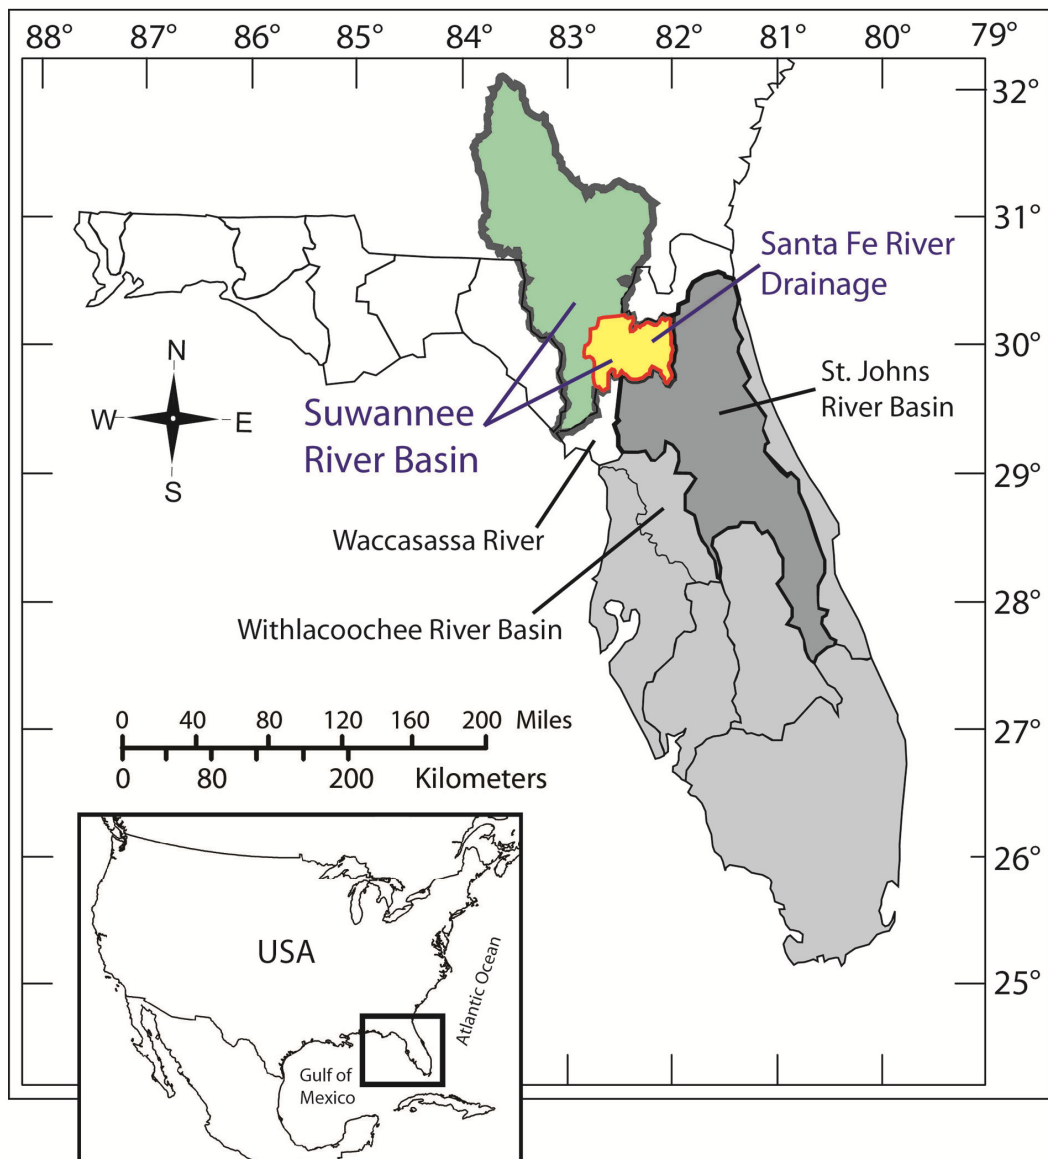 88° 87° 86° 85° 84° 83° 82° 81° 80° 79°
32°
31°
Santa Fe River
Drainage
30°
N
W E
S
St. Johns
River Basin
Suwannee
River Basin
29°
Waccasassa River
28°
Withlacoochee River Basin
0 40 80 120 160 200 Miles
27°
0 80 200 Kilometers
26°
USA
Atlantic Ocean
25°
Gulf of
Mexico